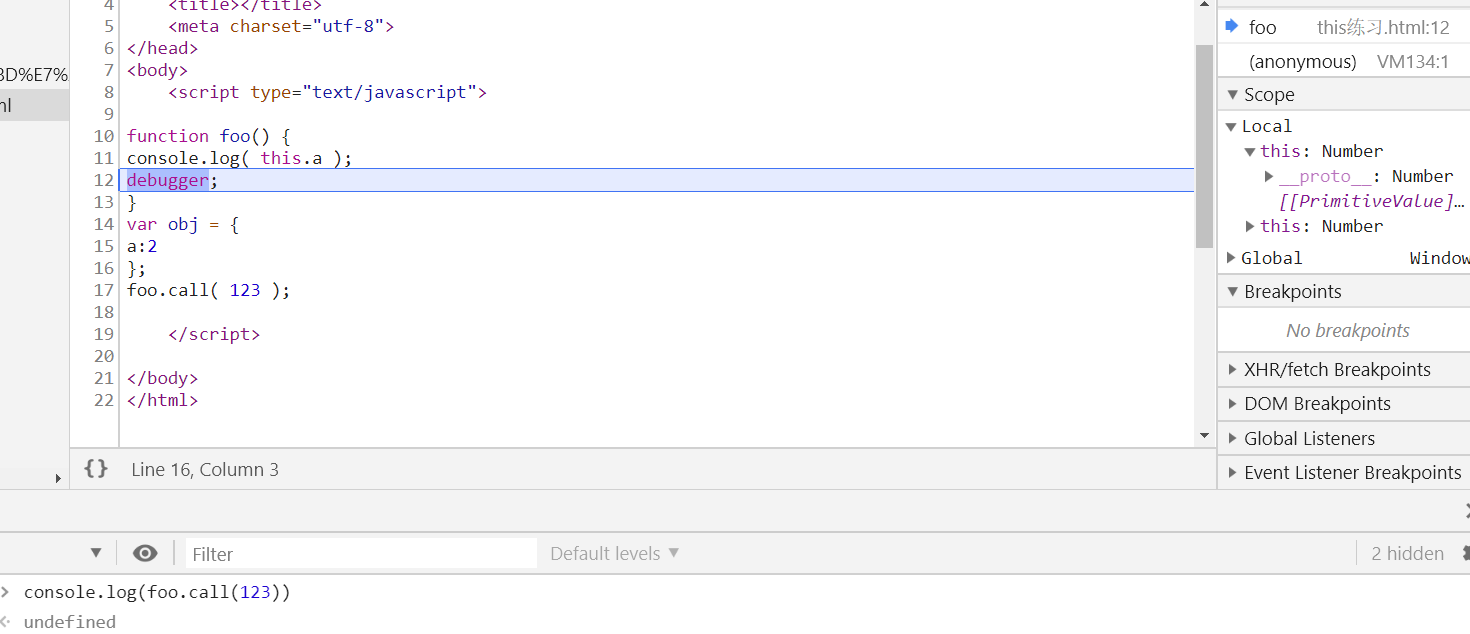 4 <title></title>
5 <meta charset="utf-8">
6 </head>
7 <body>
8 <script type="text/javascript">
9
10 function foo() {
11 console.log( this.a );
12 debugger;
13 }
14 var obj = {
15 a:2
16 };
17 foo.call( 123 );
18
19 </script>
20
21 </body>
22 </html>
3D%E7%
ml
{} Line 16, Column 3
foo this练习.html:12
(anonymous) VM134:1
Scope
Local
this: Number
__proto__: Number
[[PrimitiveValue]…
this: Number
Global Window
Breakpoints
No breakpoints
XHR/fetch Breakpoints
DOM Breakpoints
Global Listeners
Event Listener Breakpoints
Filter Default levels 2 hidden
console.log(foo.call(123))
undefined